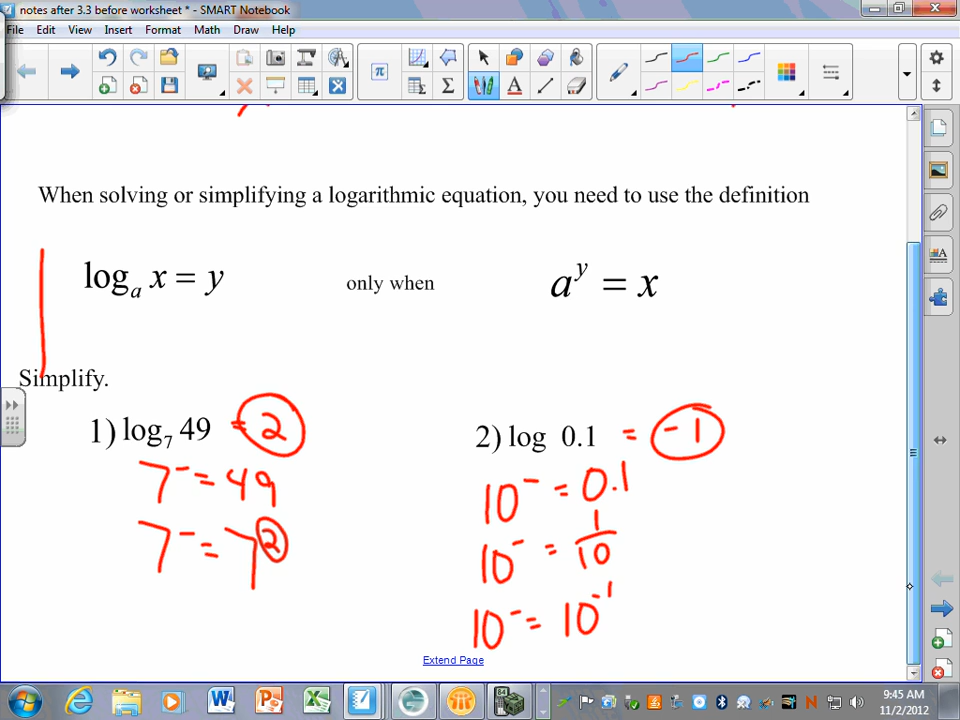 notes after 3.3 before worksheet * - SMART Notebook
File Edit View Insert Format Math Draw Help
When solving or simplifying a logarithmic equation, you need to use the definition
logₐ x = y only when aʸ = x
Simplify.
1) log₇ 49 = 2
7⁻ = 49
7⁻ = 7²
2) log 0.1 = -1
10⁻ = 0.1
10⁻ = 1/10
10⁻ = 10⁻¹
Extend Page
9:45 AM
11/2/2012